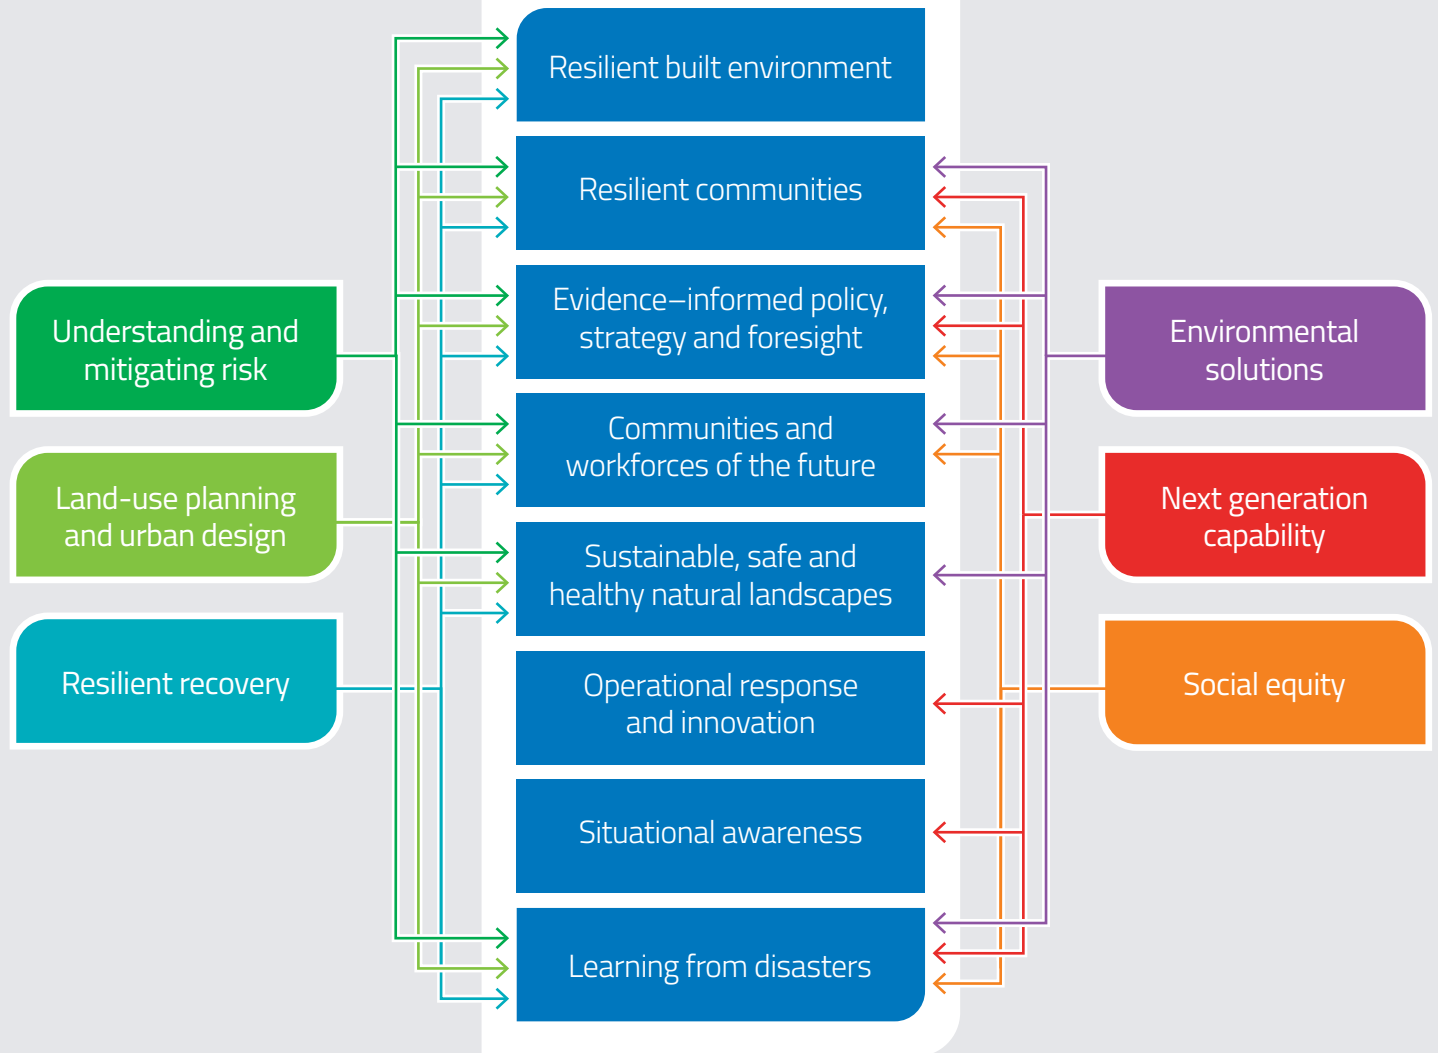 Resilient built environment
Resilient communities
Evidence–informed policy,
strategy and foresight
Communities and
workforces of the future
Sustainable, safe and
healthy natural landscapes
Operational response
and innovation
Situational awareness
Learning from disasters
Understanding and
mitigating risk
Land-use planning
and urban design
Resilient recovery
Environmental
solutions
Next generation
capability
Social equity